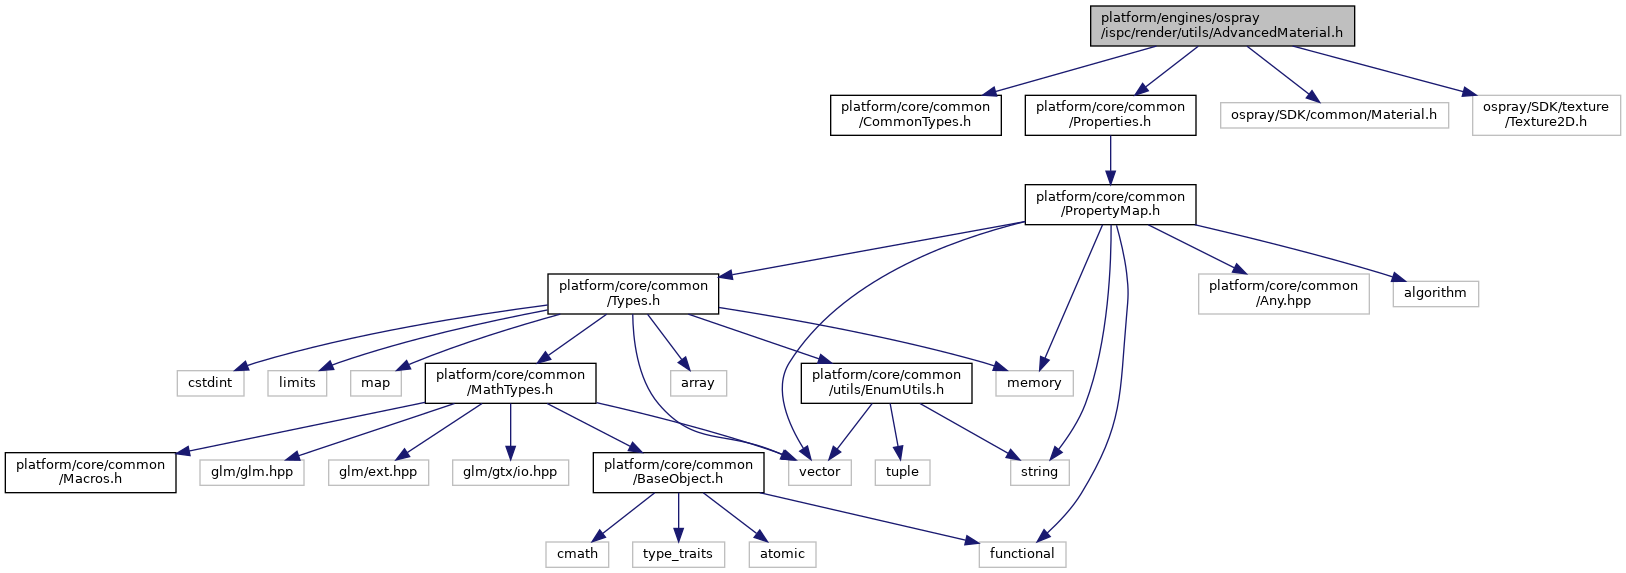 platform/engines/ospray
/ispc/render/utils/AdvancedMaterial.h
platform/core/common
/CommonTypes.h
platform/core/common
/Properties.h
ospray/SDK/common/Material.h
ospray/SDK/texture
/Texture2D.h
platform/core/common
/PropertyMap.h
platform/core/common
/Types.h
platform/core/common
/Any.hpp
algorithm
cstdint
limits
map
platform/core/common
/MathTypes.h
array
platform/core/common
/utils/EnumUtils.h
memory
platform/core/common
/Macros.h
glm/glm.hpp
glm/ext.hpp
glm/gtx/io.hpp
platform/core/common
/BaseObject.h
vector
tuple
string
cmath
type_traits
atomic
functional